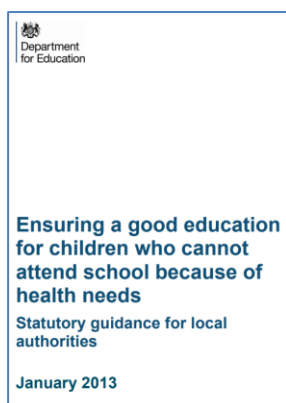 Department
for Education
Ensuring a good education
for children who cannot
attend school because of
health needs
Statutory guidance for local
authorities
January 2013